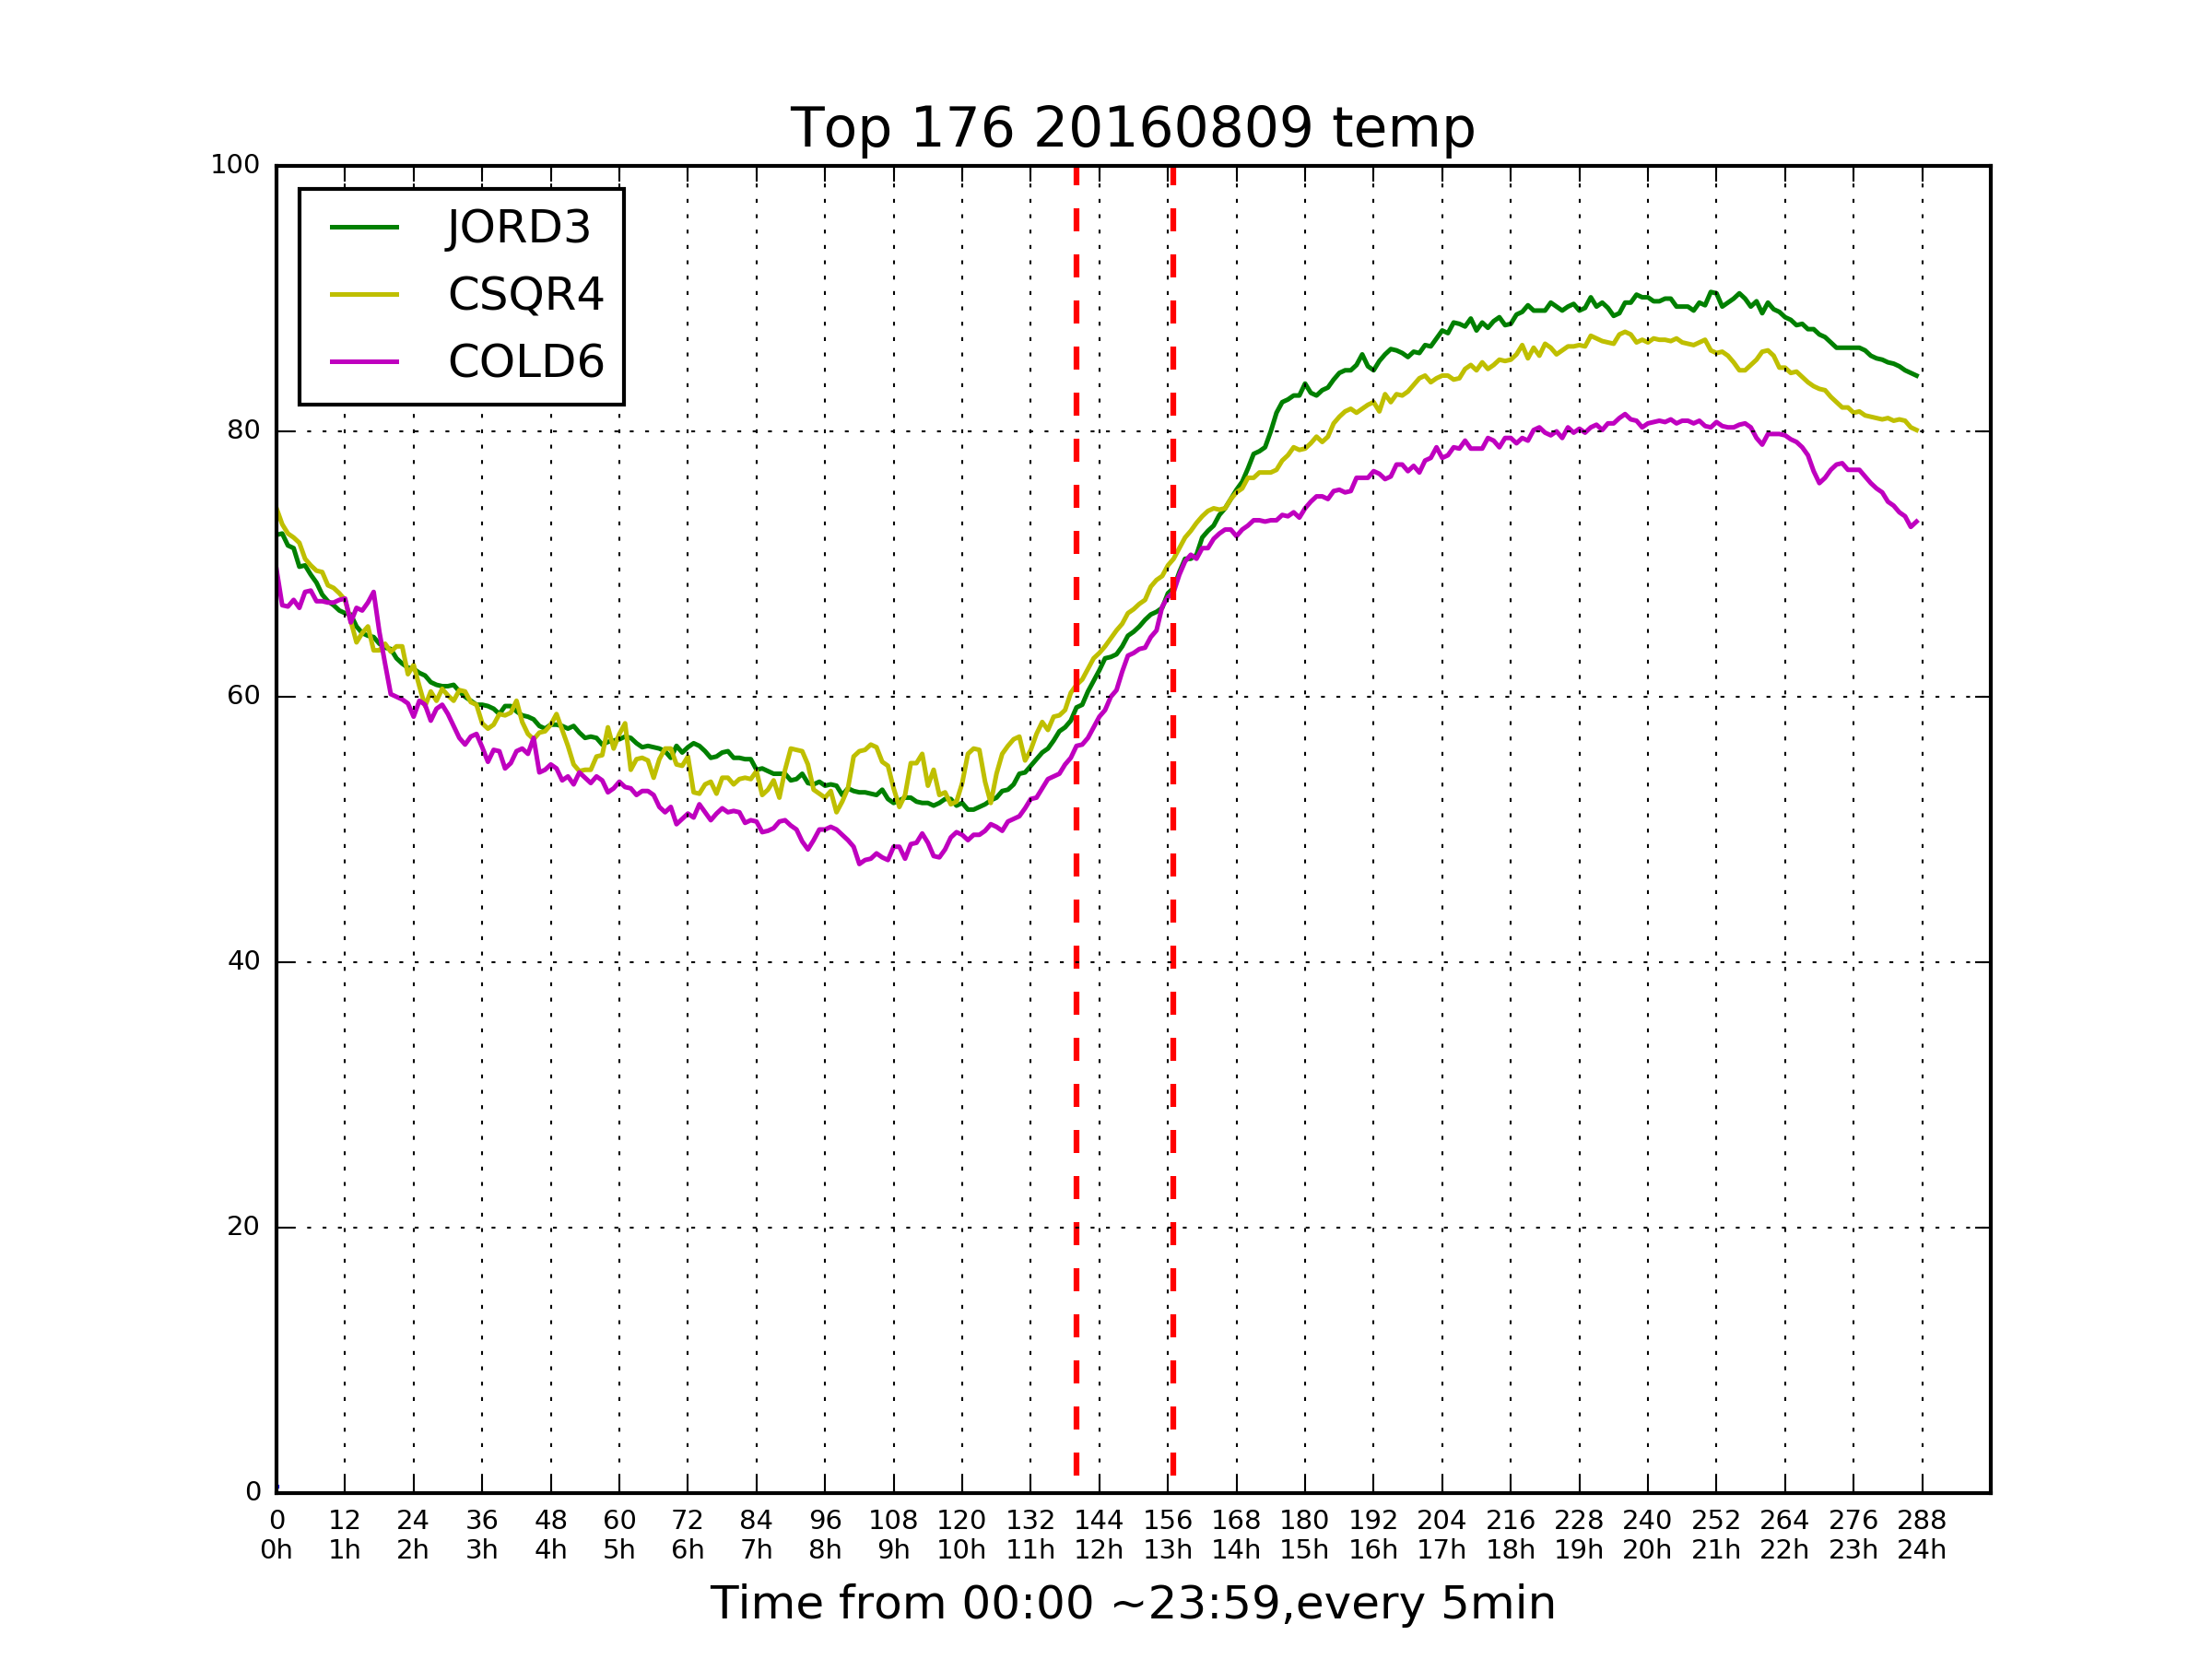 Top 176 20160809 temp
100
JORD3
CSQR4
COLD6
80
60
40
20
0
0 12 24 36 48 60 72 84 96 108 120 132 144 156 168 180 192 204 216 228 240 252 264 276 288
0h 1h 2h 3h 4h 5h 6h 7h 8h 9h 10h 11h 12h 13h 14h 15h 16h 17h 18h 19h 20h 21h 22h 23h 24h
Time from 00:00 ~23:59,every 5min